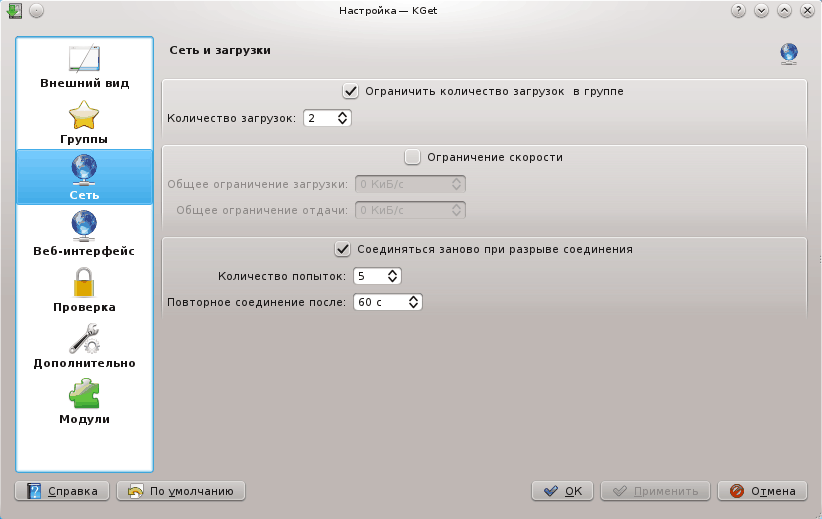 Настройка — KGet
Внешний вид
Группы
Сеть
Веб-интерфейс
Проверка
Дополнительно
Модули
Сеть и загрузки
Ограничить количество загрузок в группе
Количество загрузок: 2
Ограничение скорости
Общее ограничение загрузки: 0 КиБ/с
Общее ограничение отдачи: 0 КиБ/с
Соединяться заново при разрыве соединения
Количество попыток: 5
Повторное соединение после: 60 с
Справка По умолчанию OK Применить Отмена